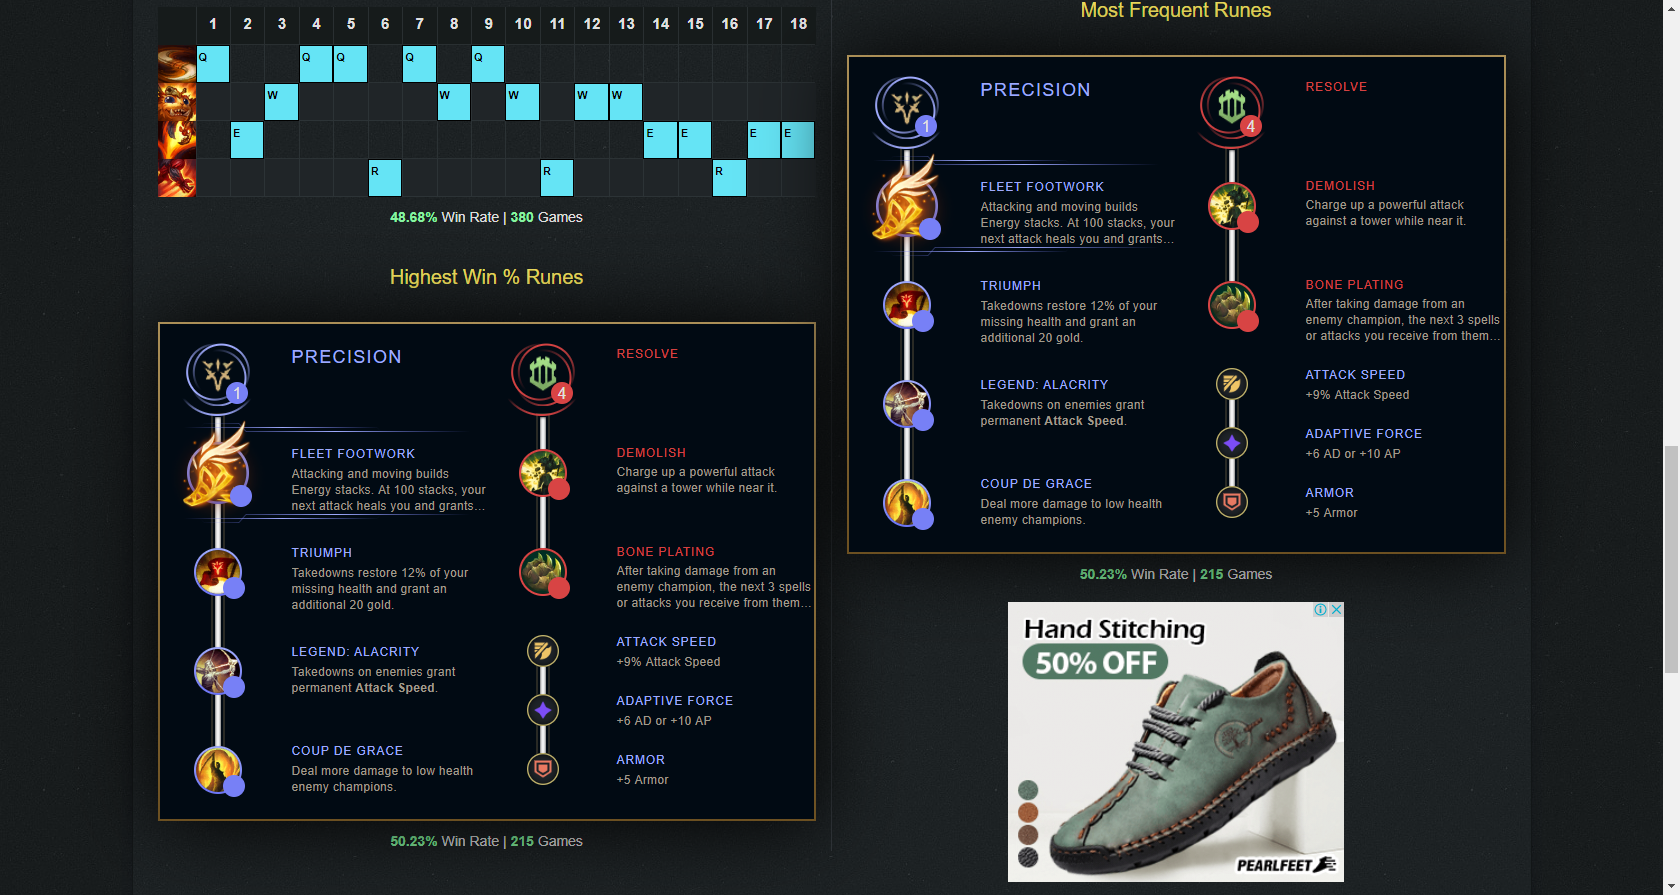 1 2 3 4 5 6 7 8 9 10 11 12 13 14 15 16 17 18
Q Q Q Q Q
W W W W W
E E E E E
R R R
48.68% Win Rate | 380 Games
Highest Win % Runes
1
PRECISION
FLEET FOOTWORK
Attacking and moving builds
Energy stacks. At 100 stacks, your
next attack heals you and grants...
TRIUMPH
Takedowns restore 12% of your
missing health and grant an
additional 20 gold.
LEGEND: ALACRITY
Takedowns on enemies grant
permanent Attack Speed.
COUP DE GRACE
Deal more damage to low health
enemy champions.
4
RESOLVE
DEMOLISH
Charge up a powerful attack
against a tower while near it.
BONE PLATING
After taking damage from an
enemy champion, the next 3 spells
or attacks you receive from them...
ATTACK SPEED
+9% Attack Speed
ADAPTIVE FORCE
+6 AD or +10 AP
ARMOR
+5 Armor
50.23% Win Rate | 215 Games
Most Frequent Runes
1
PRECISION
FLEET FOOTWORK
Attacking and moving builds
Energy stacks. At 100 stacks, your
next attack heals you and grants...
TRIUMPH
Takedowns restore 12% of your
missing health and grant an
additional 20 gold.
LEGEND: ALACRITY
Takedowns on enemies grant
permanent Attack Speed.
COUP DE GRACE
Deal more damage to low health
enemy champions.
4
RESOLVE
DEMOLISH
Charge up a powerful attack
against a tower while near it.
BONE PLATING
After taking damage from an
enemy champion, the next 3 spells
or attacks you receive from them...
ATTACK SPEED
+9% Attack Speed
ADAPTIVE FORCE
+6 AD or +10 AP
ARMOR
+5 Armor
50.23% Win Rate | 215 Games
Hand Stitching
50% OFF
PEARLFEET